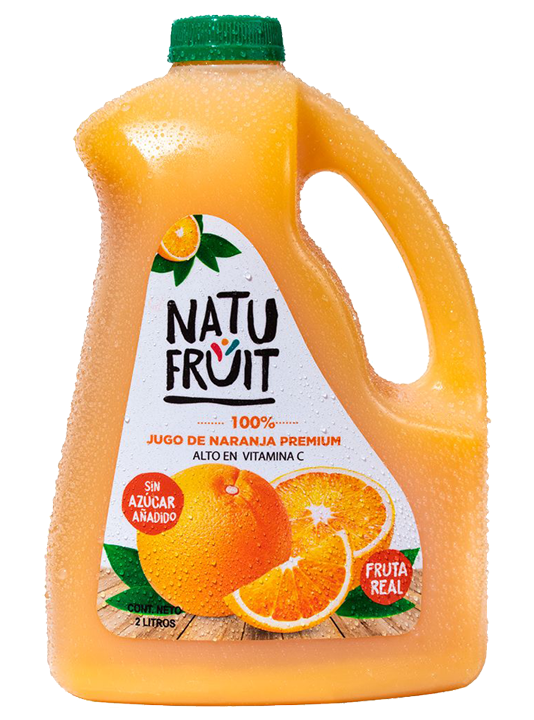 NATU
FRUIT
100%
JUGO DE NARANJA PREMIUM
ALTO EN VITAMINA C
SIN
AZÚCAR
AÑADIDO
FRUTA
REAL
CONT. NETO
2 LITROS